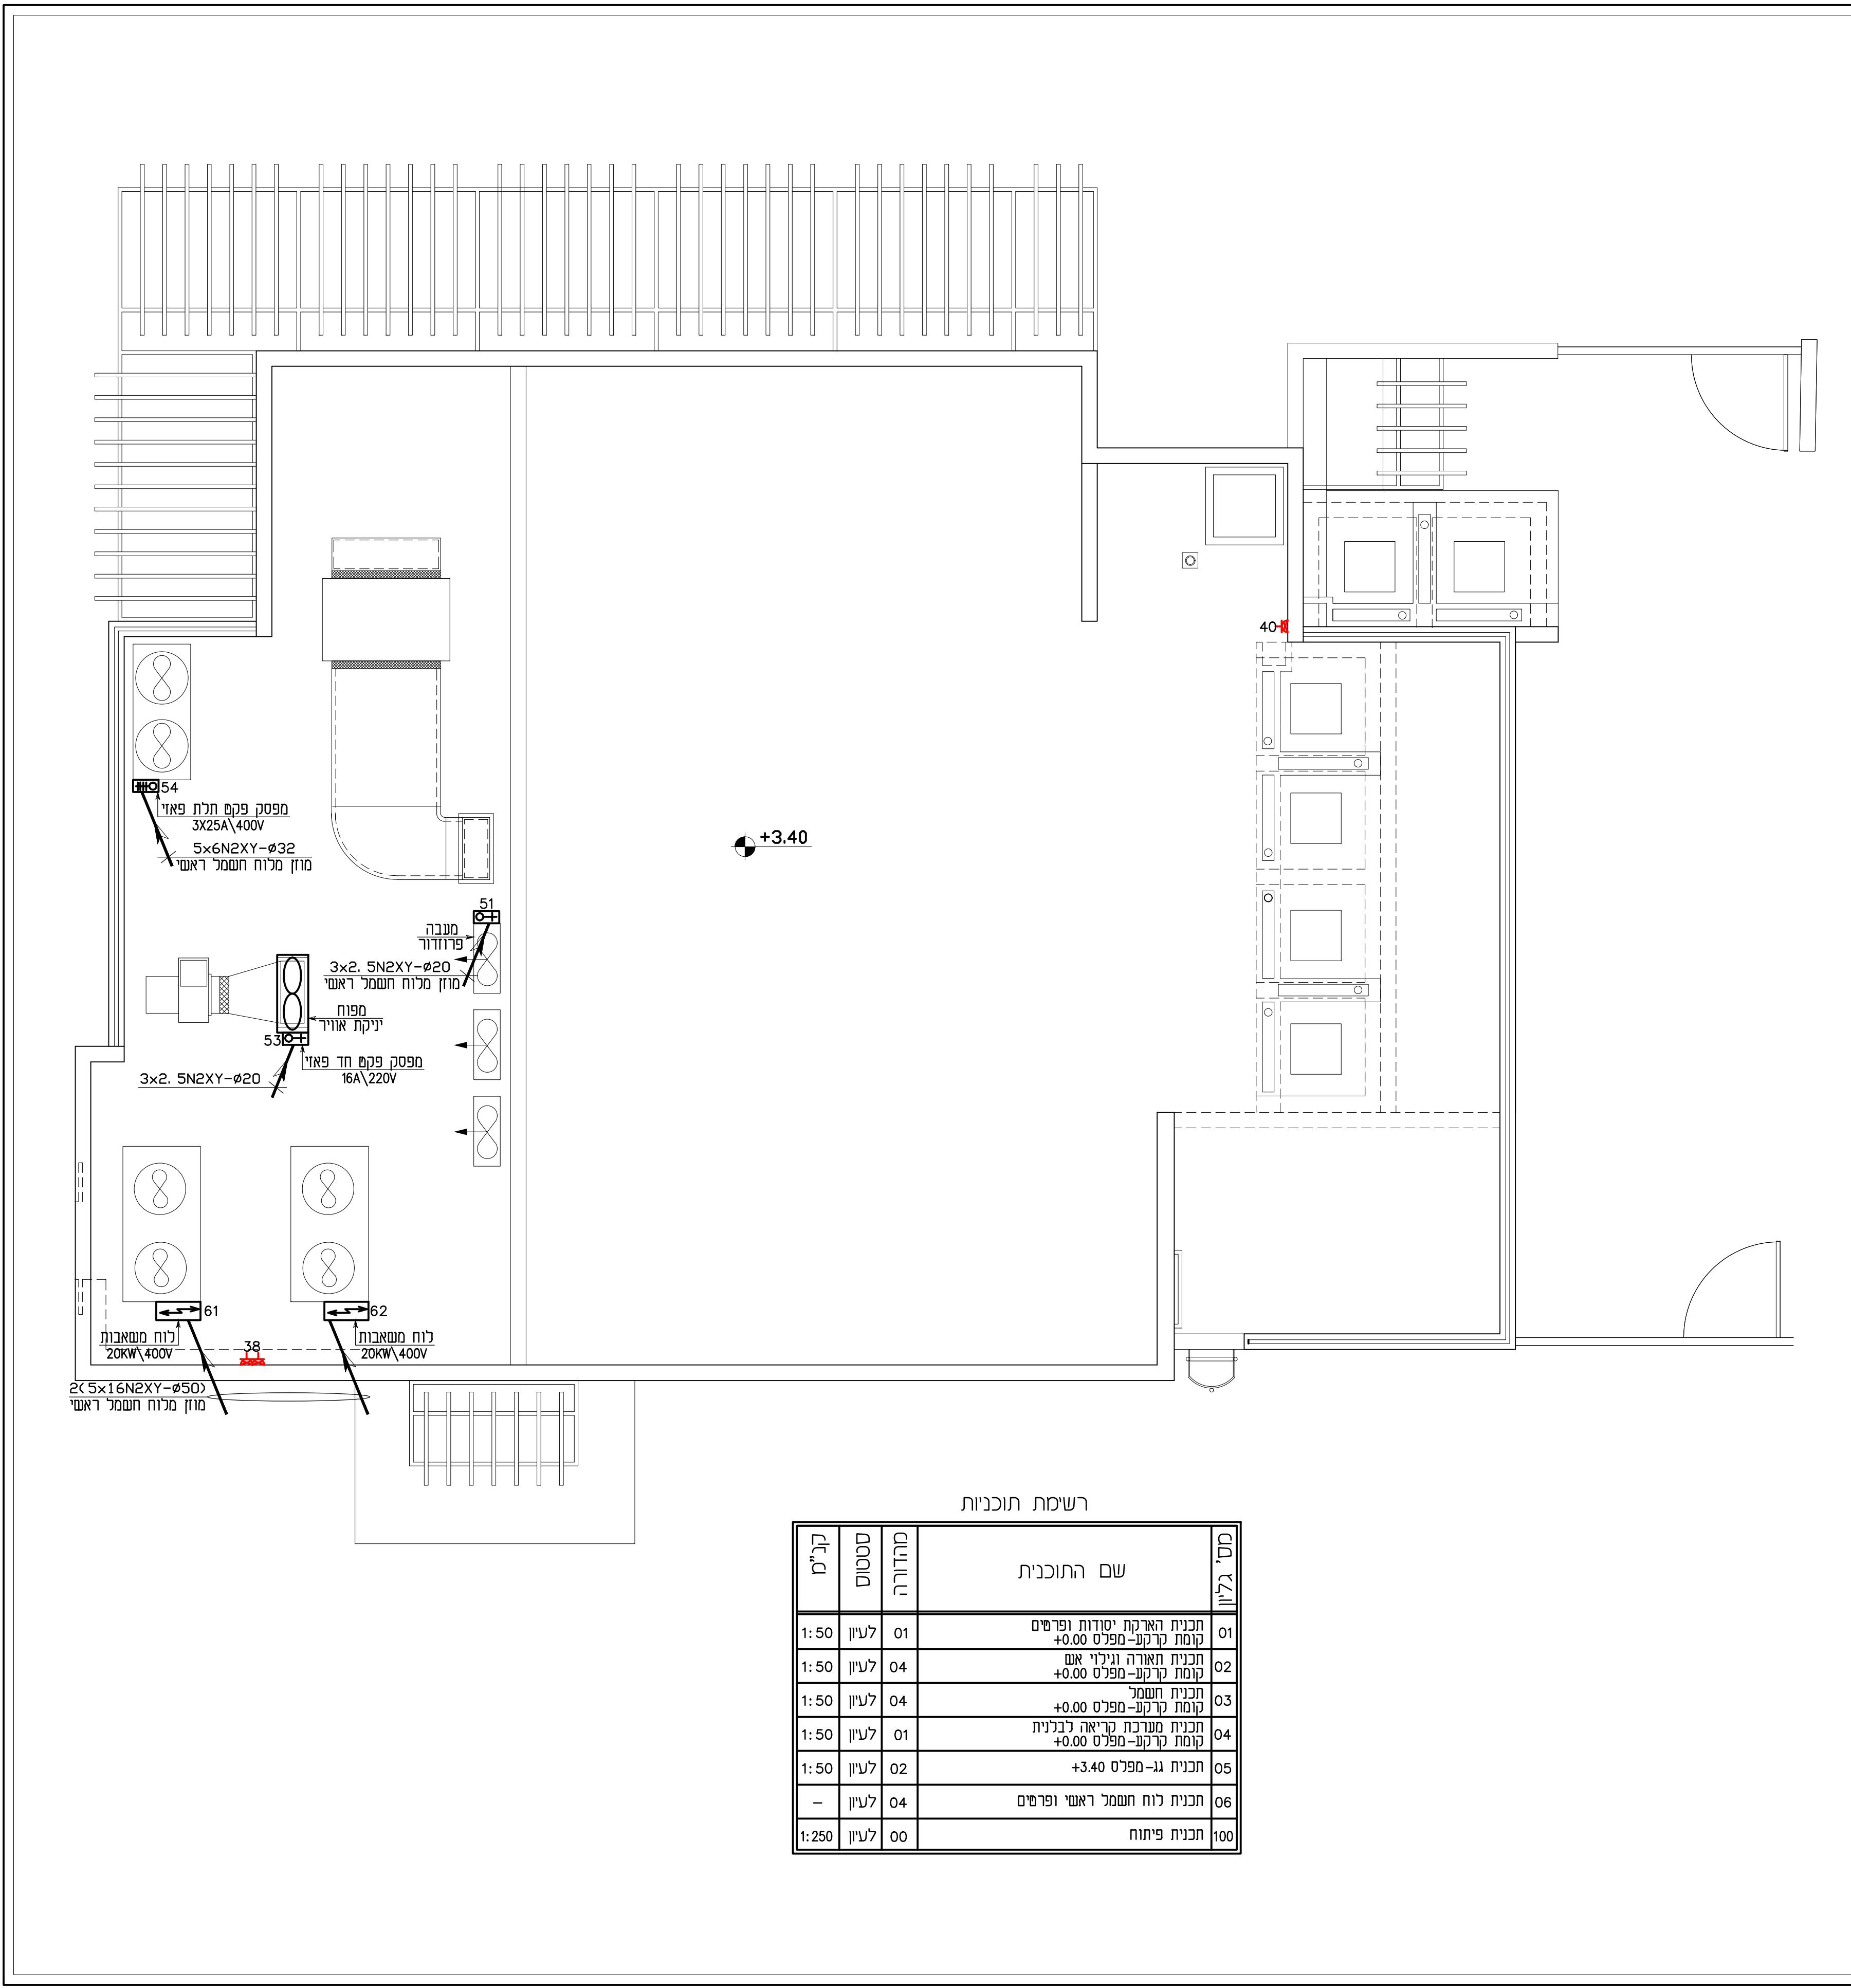 40
54
מפסק פקט תלת פאזי
3X25A\400V
5x6N2XY-ø32
מוזן מלוח חשמל ראשי
+3.40
51
מעבה
פרוזדור
3x2. 5N2XY-ø20
מוזן מלוח חשמל ראשי
מפוח
יניקת אוויר
53
מפסק פקט חד פאזי
16A\220V
3x2. 5N2XY-ø20
61
62
לוח משאבות
20KW\400V
לוח משאבות
20KW\400V
38
2(5x16N2XY-ø50)
מוזן מלוח חשמל ראשי
רשימת תוכניות
מס' גליון שם התוכנית מהדורה סטטוס קנ"מ
01 תכנית הארקת יסודות ופרטים 01 לעיון 1:50
קומת קרקע-מפלס 0.00+
02 תכנית תאורה וגילוי אש 04 לעיון 1:50
קומת קרקע-מפלס 0.00+
03 תכנית חשמל 04 לעיון 1:50
קומת קרקע-מפלס 0.00+
04 תכנית מערכת קריאה לבלנית 01 לעיון 1:50
קומת קרקע-מפלס 0.00+
05 תכנית גג-מפלס 3.40+ 02 לעיון 1:50
06 תכנית לוח חשמל ראשי ופרטים 04 לעיון -
100 תכנית פיתוח 00 לעיון 1:250